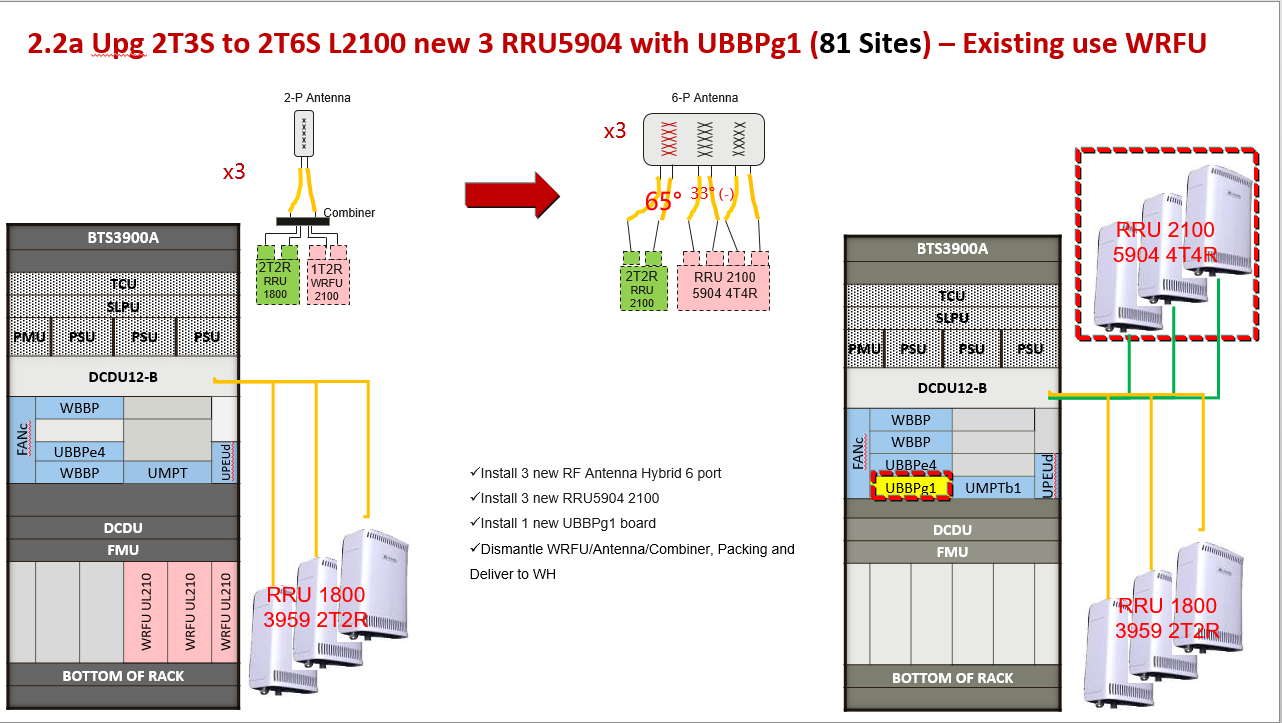 2.2a Upg 2T3S to 2T6S L2100 new 3 RRU5904 with UBBPg1 (81 Sites) – Existing use WRFU
2-P Antenna
x3
Combiner
2T2R
RRU
1800
1T2R
WRFU
2100
6-P Antenna
x3
65°
33° (-)
2T2R
RRU
2100
RRU 2100
5904 4T4R
BTS3900A
TCU
SLPU
PMU
PSU
PSU
PSU
DCDU12-B
FANc
WBBP
UBBPe4
WBBP
UMPT
UPEUd
DCDU
FMU
WRFU UL210
WRFU UL210
WRFU UL210
BOTTOM OF RACK
RRU 1800
3959 2T2R
✓Install 3 new RF Antenna Hybrid 6 port
✓Install 3 new RRU5904 2100
✓Install 1 new UBBPg1 board
✓Dismantle WRFU/Antenna/Combiner, Packing and
Deliver to WH
BTS3900A
TCU
SLPU
PMU
PSU
PSU
PSU
DCDU12-B
FANc
WBBP
WBBP
UBBPe4
UBBPg1
UMPTb1
UPEUd
DCDU
FMU
BOTTOM OF RACK
RRU 2100
5904 4T4R
RRU 1800
3959 2T2R